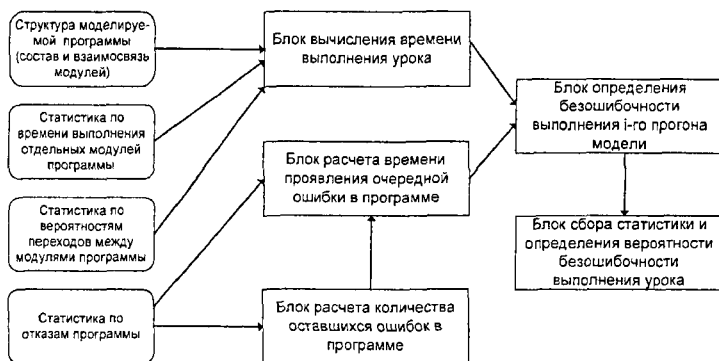 Структура моделируе-
мой программы
(состав и взаимосвязь
модулей)
Статистика по
времени выполнения
отдельных модулей
программы
Статистика по
вероятностям
переходов между
модулями программы
Статистика по
отказам программы
Блок вычисления времени
выполнения урока
Блок расчета времени
проявления очередной
ошибки в программе
Блок расчета количества
оставшихся ошибок в
программе
Блок определения
безошибочности
выполнения i-го прогона
модели
Блок сбора статистики и
определения вероятности
безошибочности
выполнения урока